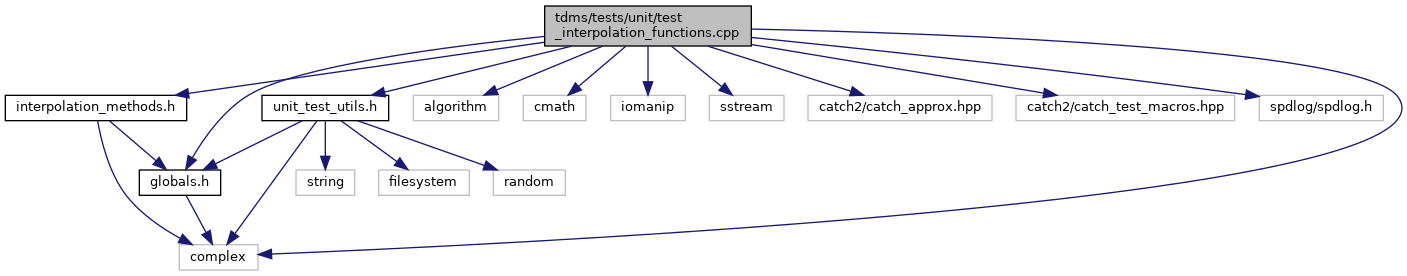 tdms/tests/unit/test
_interpolation_functions.cpp
interpolation_methods.h
unit_test_utils.h
algorithm
cmath
iomanip
sstream
catch2/catch_approx.hpp
catch2/catch_test_macros.hpp
spdlog/spdlog.h
globals.h
string
filesystem
random
complex